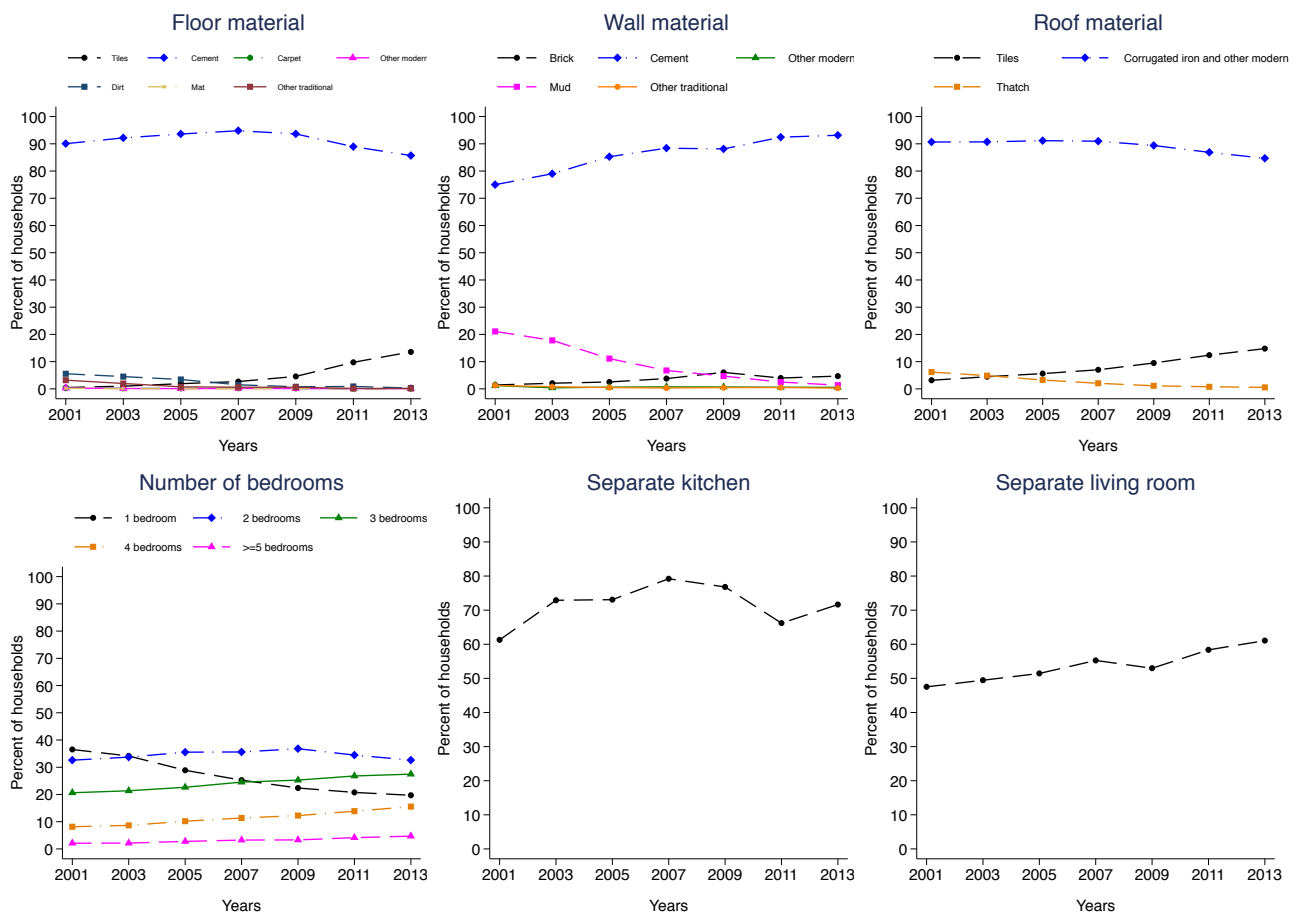 Floor material
Tiles Cement Carpet Other modern
Dirt Mat Other traditional
100
90
80
70
60
50
40
30
20
10
0
Percent of households
2001 2003 2005 2007 2009 2011 2013
Years
Wall material
Brick Cement Other modern
Mud Other traditional
100
90
80
70
60
50
40
30
20
10
0
Percent of households
2001 2003 2005 2007 2009 2011 2013
Years
Roof material
Tiles Corrugated iron and other modern
Thatch
100
90
80
70
60
50
40
30
20
10
0
Percent of households
2001 2003 2005 2007 2009 2011 2013
Years
Number of bedrooms
1 bedroom 2 bedrooms 3 bedrooms
4 bedrooms >=5 bedrooms
100
90
80
70
60
50
40
30
20
10
0
Percent of households
2001 2003 2005 2007 2009 2011 2013
Years
Separate kitchen
100
90
80
70
60
50
40
30
20
10
0
Percent of households
2001 2003 2005 2007 2009 2011 2013
Years
Separate living room
100
90
80
70
60
50
40
30
20
10
0
Percent of households
2001 2003 2005 2007 2009 2011 2013
Years